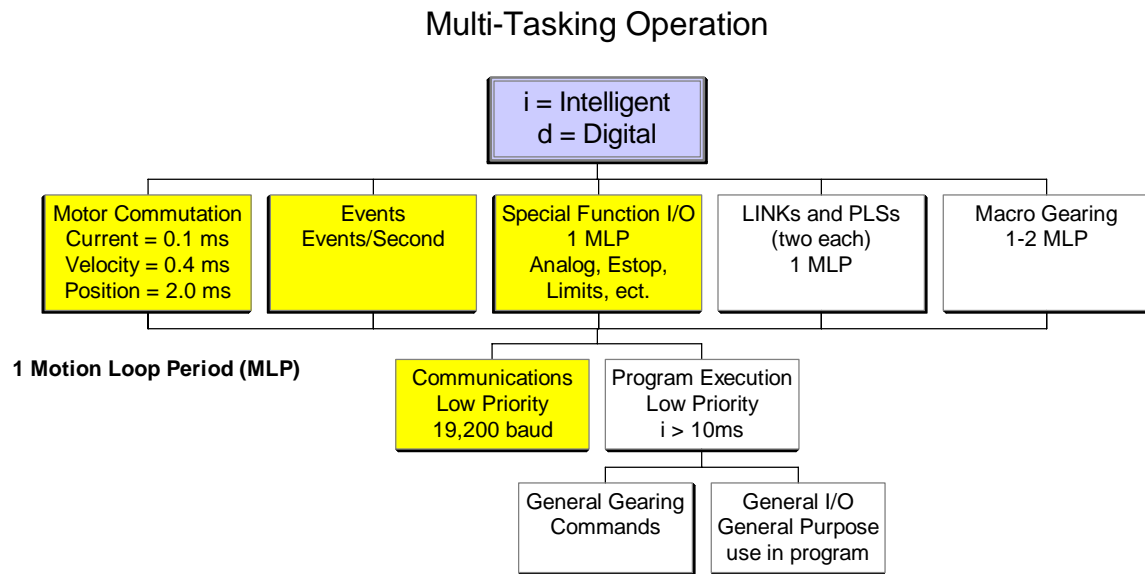 Multi-Tasking Operation
i = Intelligent
d = Digital
Motor Commutation
Current = 0.1 ms
Velocity = 0.4 ms
Position = 2.0 ms
Events
Events/Second
Special Function I/O
1 MLP
Analog, Estop,
Limits, ect.
LINKs and PLSs
(two each)
1 MLP
Macro Gearing
1-2 MLP
1 Motion Loop Period (MLP)
Communications
Low Priority
19,200 baud
Program Execution
Low Priority
i > 10ms
General Gearing
Commands
General I/O
General Purpose
use in program